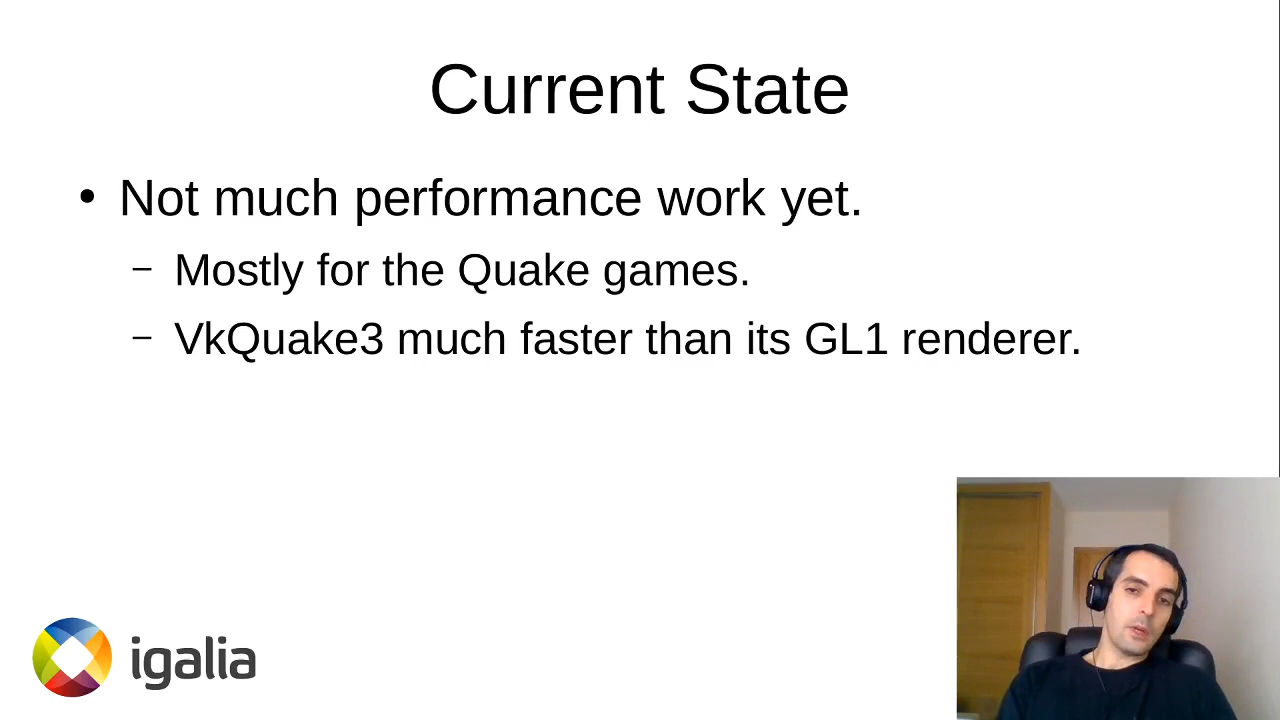 Current State
• Not much performance work yet.
– Mostly for the Quake games.
– VkQuake3 much faster than its GL1 renderer.
igalia